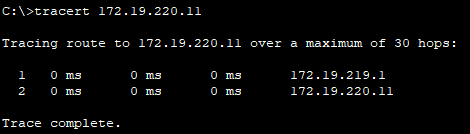 C:\>tracert 172.19.220.11
Tracing route to 172.19.220.11 over a maximum of 30 hops:
1 0 ms 0 ms 0 ms 172.19.219.1
2 0 ms 0 ms 0 ms 172.19.220.11
Trace complete.